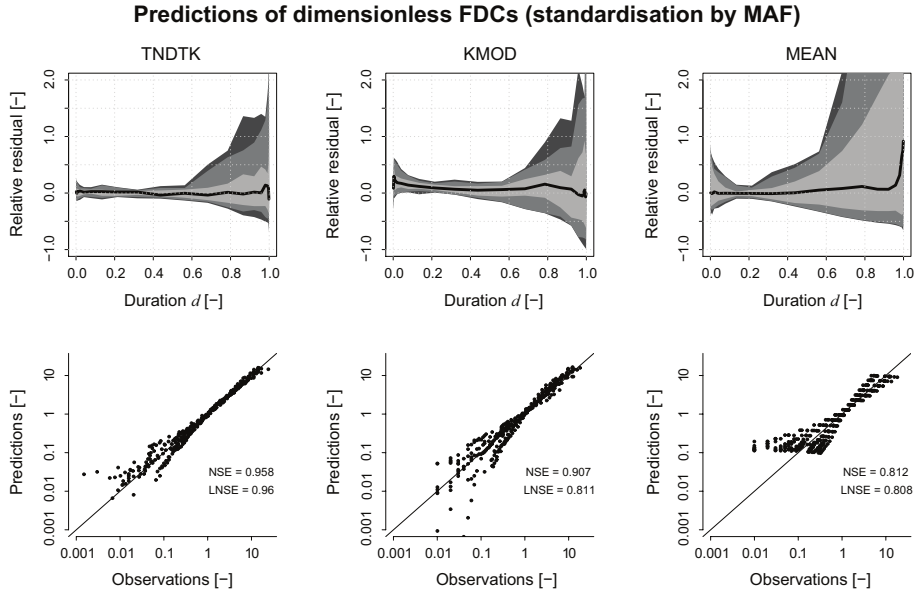 Predictions of dimensionless FDCs (standardisation by MAF)
TNDTK
KMOD
MEAN
Relative residual [−]
2.0
1.0
0.0
−1.0
0.0 0.2 0.4 0.6 0.8 1.0
Duration d [−]
Relative residual [−]
2.0
1.0
0.0
−1.0
0.0 0.2 0.4 0.6 0.8 1.0
Duration d [−]
Relative residual [−]
2.0
1.0
0.0
−1.0
0.0 0.2 0.4 0.6 0.8 1.0
Duration d [−]
Predictions [−]
10
1
0.1
0.01
0.001
NSE = 0.958
LNSE = 0.96
0.001 0.01 0.1 1 10
Observations [−]
Predictions [−]
10
1
0.1
0.01
0.001
NSE = 0.907
LNSE = 0.811
0.001 0.01 0.1 1 10
Observations [−]
Predictions [−]
10
1
0.1
0.01
0.001
NSE = 0.812
LNSE = 0.808
0.001 0.01 0.1 1 10
Observations [−]